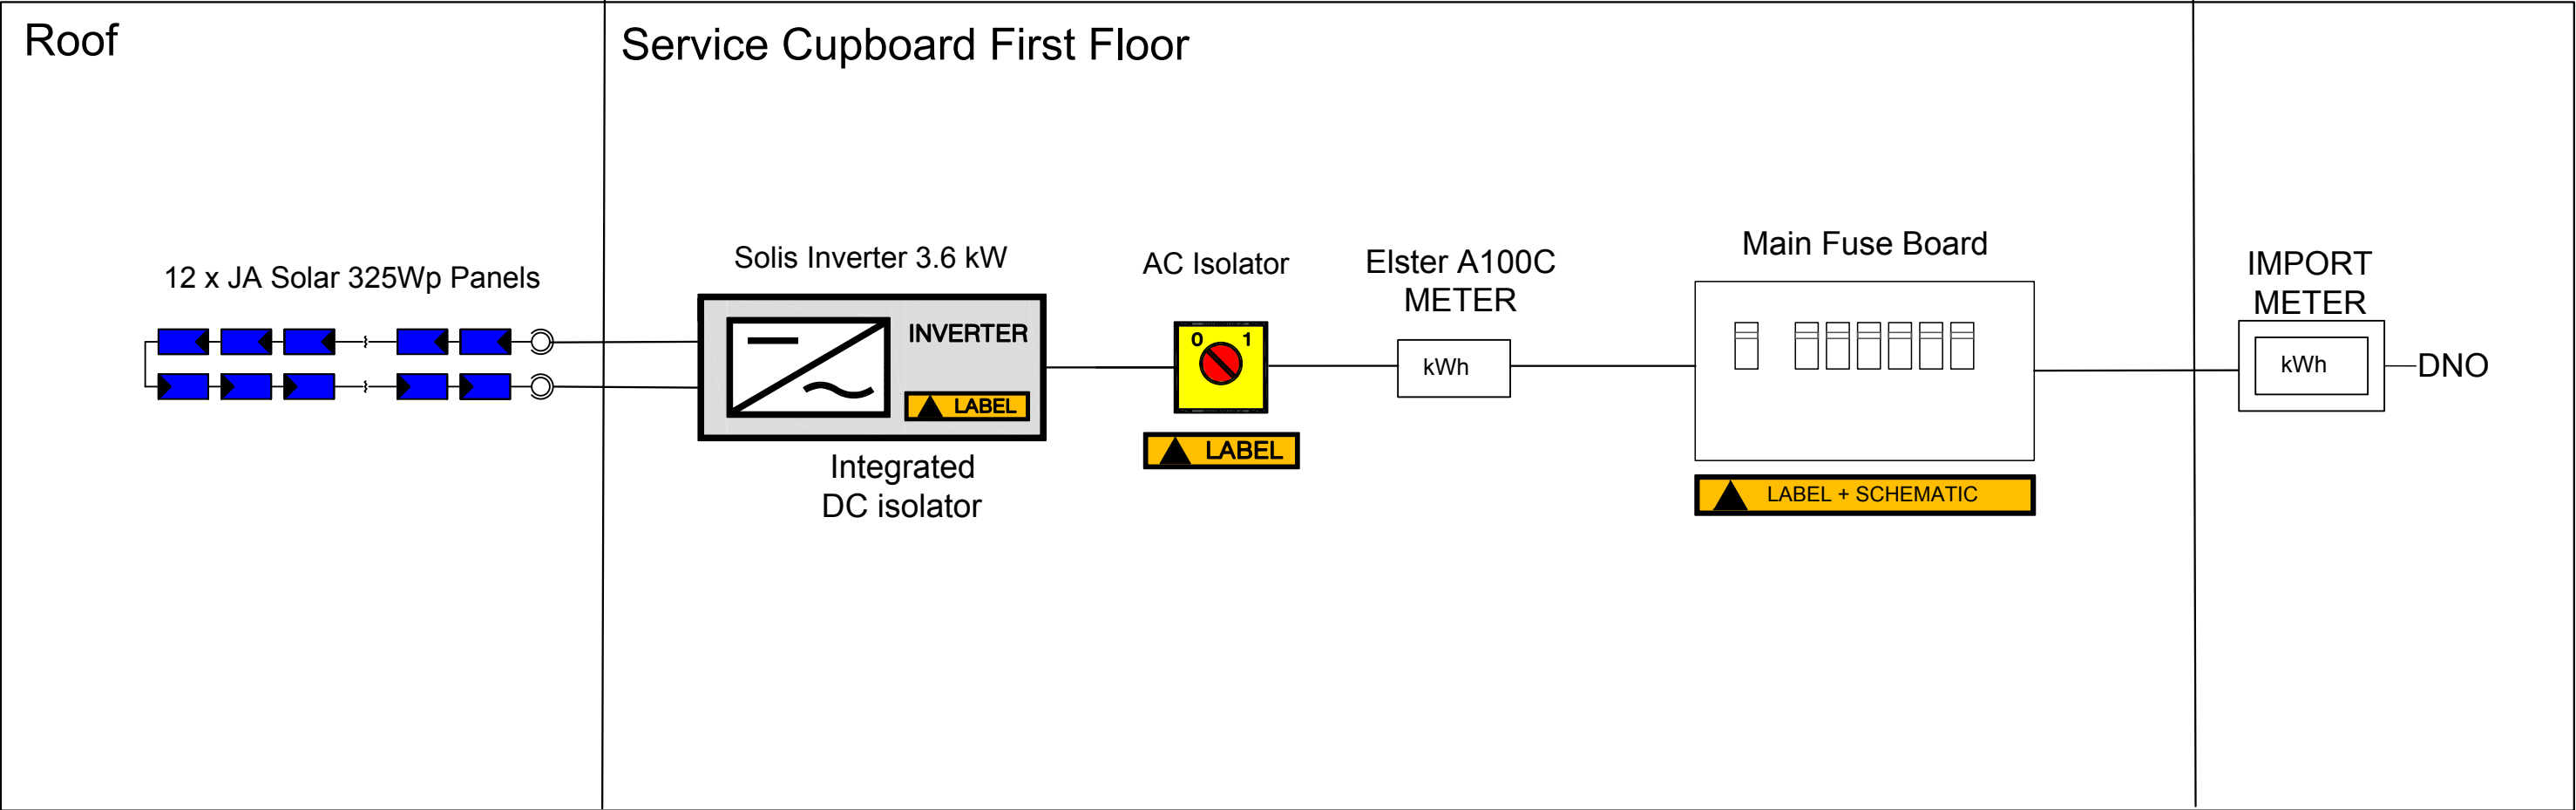 Roof
Service Cupboard First Floor
12 x JA Solar 325Wp Panels
Solis Inverter 3.6 kW
INVERTER
LABEL
Integrated
DC isolator
AC Isolator
0 1
LABEL
Elster A100C
METER
kWh
Main Fuse Board
LABEL + SCHEMATIC
IMPORT
METER
kWh
DNO